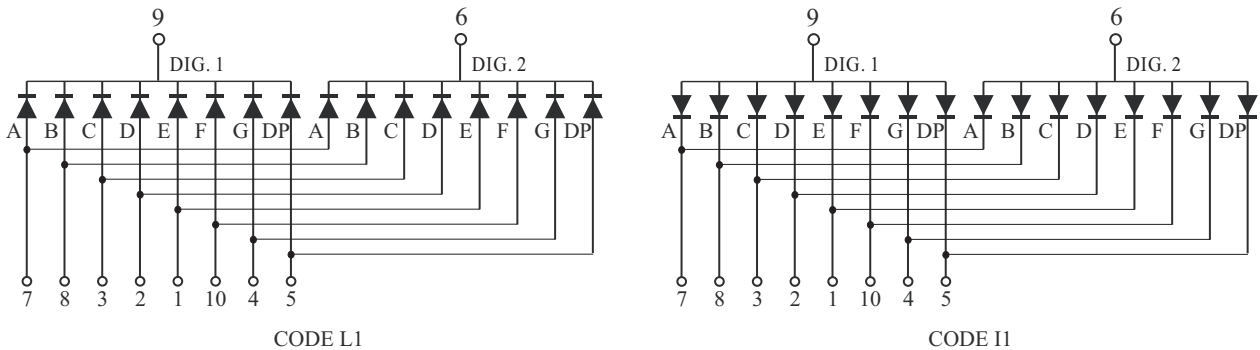 9 6 9 6
DIG. 1 DIG. 2 DIG. 1 DIG. 2
A B C D E F G DP A B C D E F G DP A B C D E F G DP A B C D E F G DP
7 8 3 2 1 10 4 5 7 8 3 2 1 10 4 5
CODE L1 CODE I1